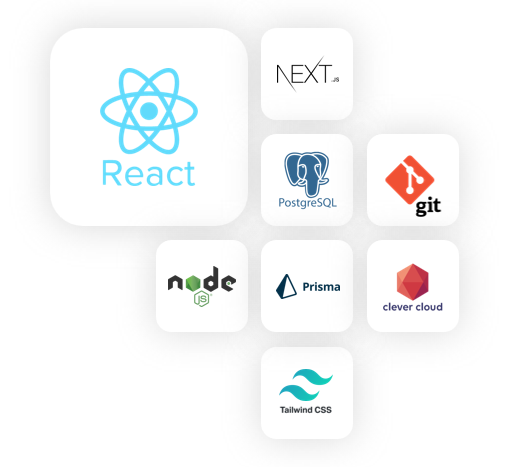 React
NEXT.JS
PostgreSQL
git
node
JS
Prisma
clever cloud
Tailwind CSS